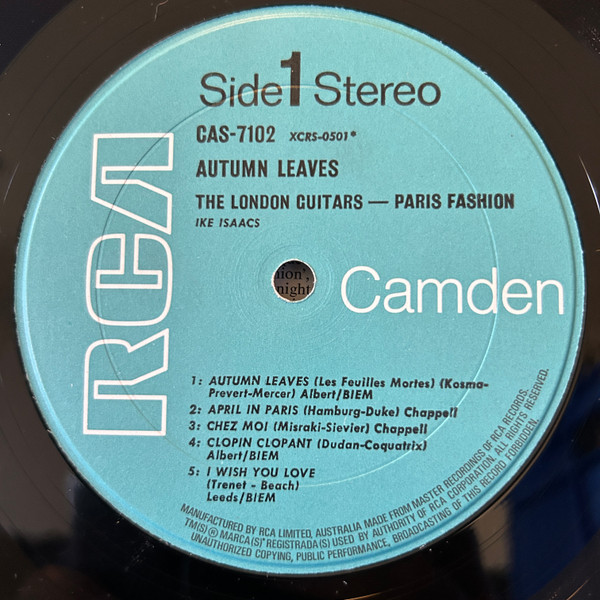 Side 1 Stereo
CAS-7102 XCRS-0501*
AUTUMN LEAVES
THE LONDON GUITARS — PARIS FASHION
IKE ISAACS
RCA
ion',
night
Camden
1: AUTUMN LEAVES (Les Feuilles Mortes) (Kosma-
Prevert-Mercer) Albert/BIEM
2: APRIL IN PARIS (Hamburg-Duke) Chappell
3: CHEZ MOI (Misraki-Sievier) Chappell
4: CLOPIN CLOPANT (Dudan-Coquatrix)
Albert/BIEM
5: I WISH YOU LOVE
(Trenet - Beach)
Leeds/BIEM
MANUFACTURED BY RCA LIMITED, AUSTRALIA MADE FROM MASTER RECORDINGS OF RCA RECORDS.
TM(S) ® MARCA(S) REGISTRADA(S) USED BY AUTHORITY OF RCA CORPORATION. ALL RIGHTS RESERVED.
UNAUTHORIZED COPYING, PUBLIC PERFORMANCE, BROADCASTING OF THIS RECORD FORBIDDEN.